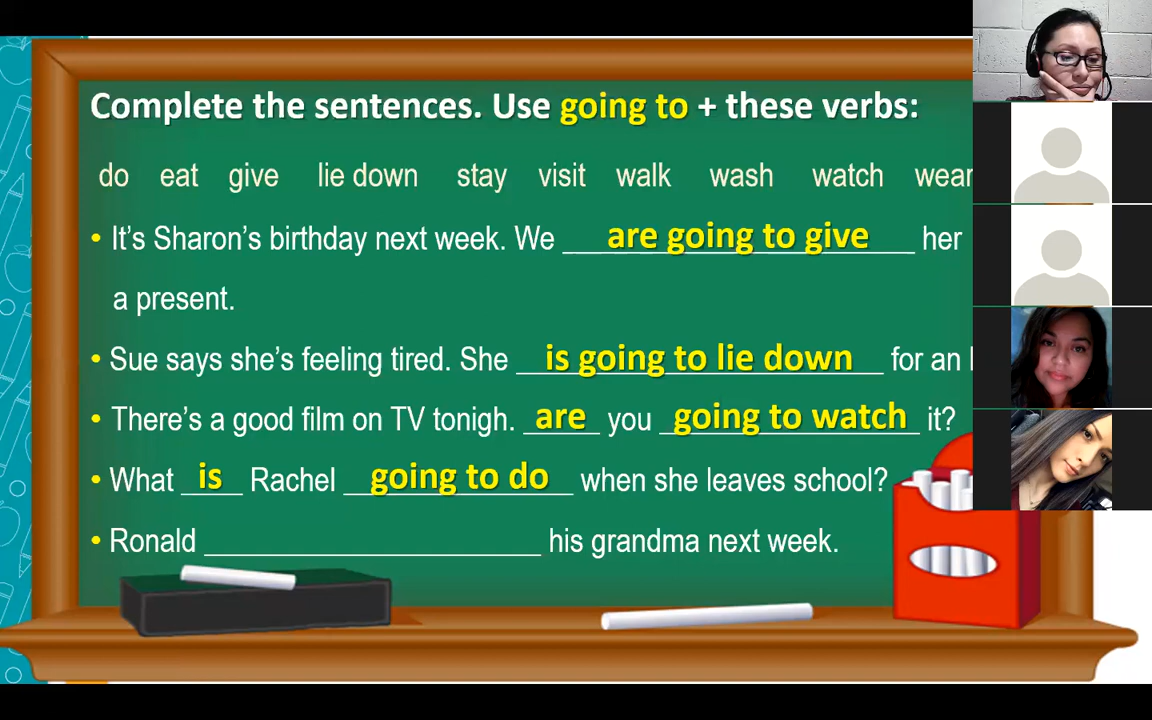 Complete the sentences. Use going to + these verbs:
do eat give lie down stay visit walk wash watch wear
• It's Sharon's birthday next week. We are going to give her
a present.
• Sue says she's feeling tired. She is going to lie down for an
• There's a good film on TV tonigh. are you going to watch it?
• What is Rachel going to do when she leaves school?
• Ronald ____________________ his grandma next week.